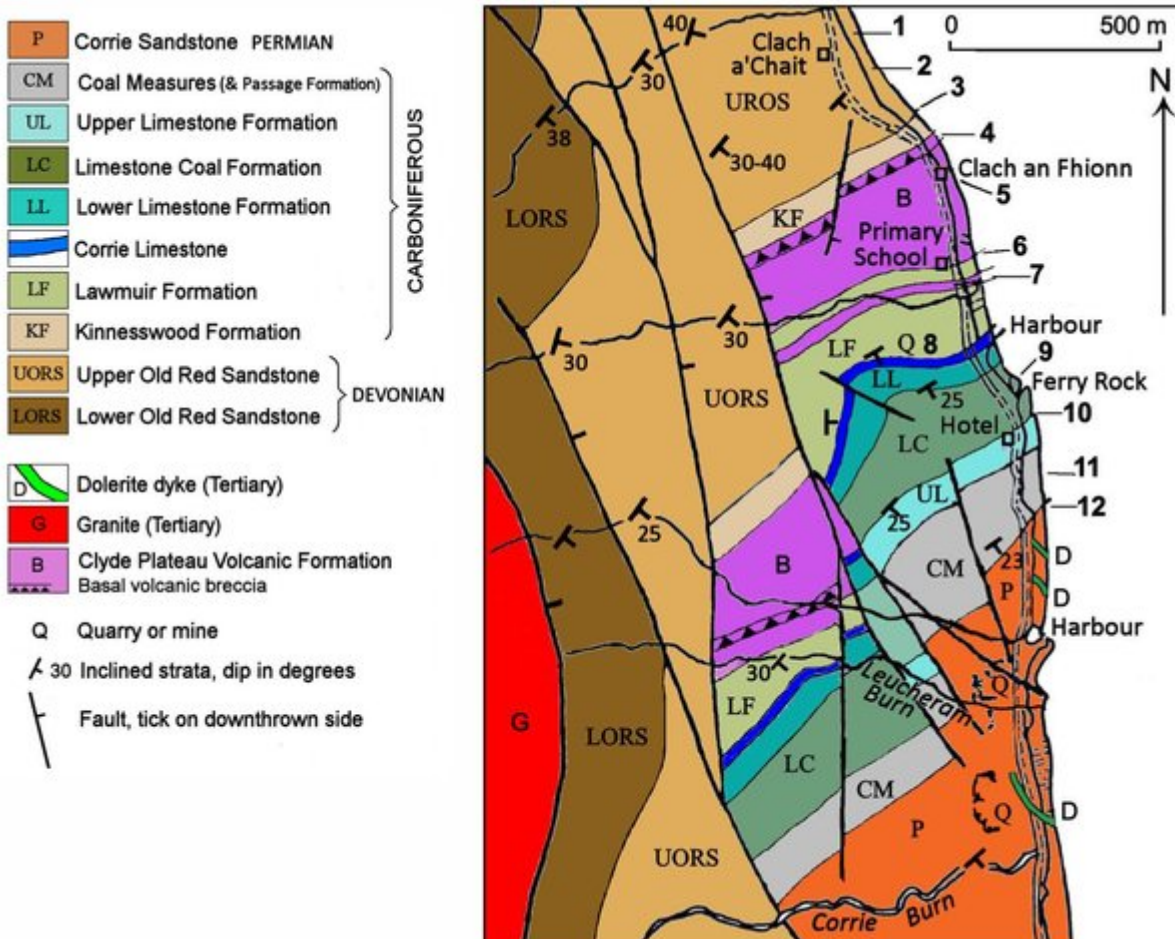 P Corrie Sandstone PERMIAN
CM Coal Measures (& Passage Formation)
UL Upper Limestone Formation
LC Limestone Coal Formation
LL Lower Limestone Formation
Corrie Limestone
LF Lawmuir Formation
KF Kinnesswood Formation
CARBONIFEROUS
UORS Upper Old Red Sandstone
LORS Lower Old Red Sandstone
DEVONIAN
D Dolerite dyke (Tertiary)
G Granite (Tertiary)
B Clyde Plateau Volcanic Formation
Basal volcanic breccia
Q Quarry or mine
30 Inclined strata, dip in degrees
Fault, tick on downthrown side
0 500 m
N
40
1
Clach
a'Chait
2
30
UROS
3
38
30-40
4
Clach an Fhionn
5
LORS
KF
B
Primary
School
6
7
30
30
LF
Q
8
Harbour
LL
9
Ferry Rock
UORS
25
10
Hotel
LC
11
UL
12
25
25
CM
23
D
B
P
D
Harbour
30
Leucheram
Burn
Q
LF
G
LORS
LC
CM
Q
D
P
UORS
Corrie Burn